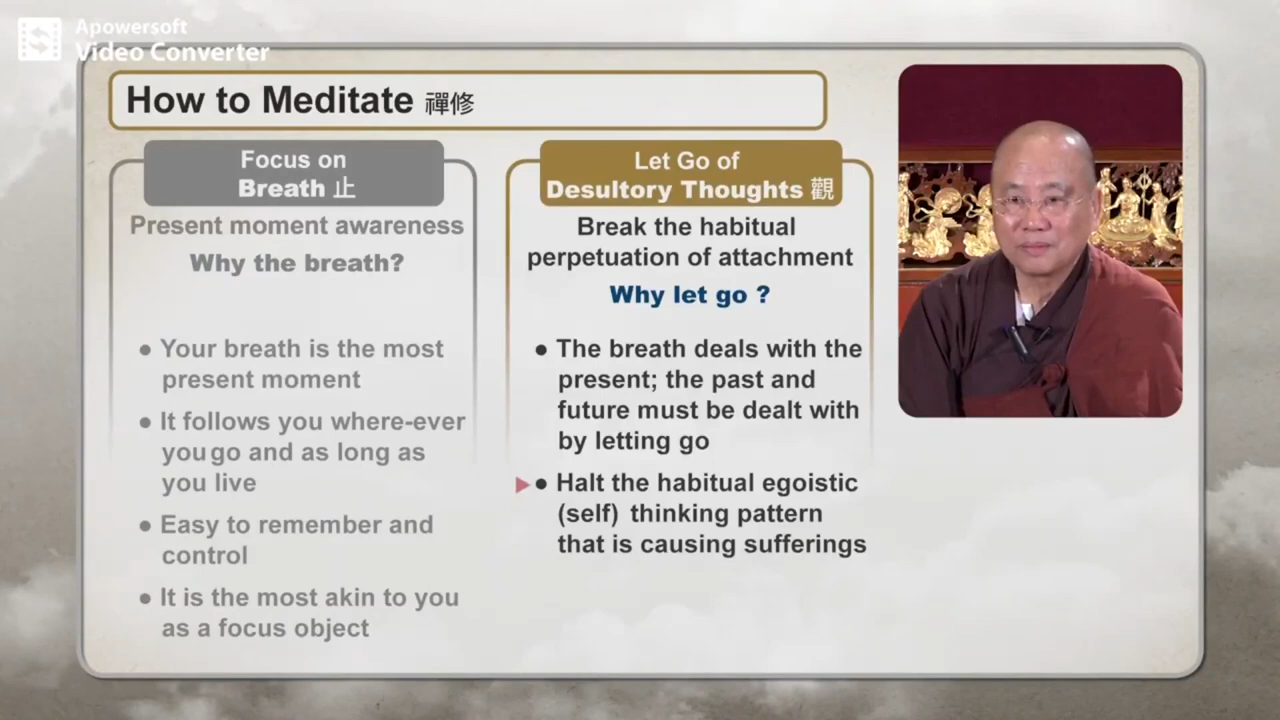 Apowersoft
Video Converter
How to Meditate 禪修
Focus on
Breath 止
Present moment awareness
Why the breath?
● Your breath is the most
present moment
● It follows you where-ever
you go and as long as
you live
● Easy to remember and
control
● It is the most akin to you
as a focus object
Let Go of
Desultory Thoughts 觀
Break the habitual
perpetuation of attachment
Why let go ?
● The breath deals with the
present; the past and
future must be dealt with
by letting go
● Halt the habitual egoistic
(self) thinking pattern
that is causing sufferings